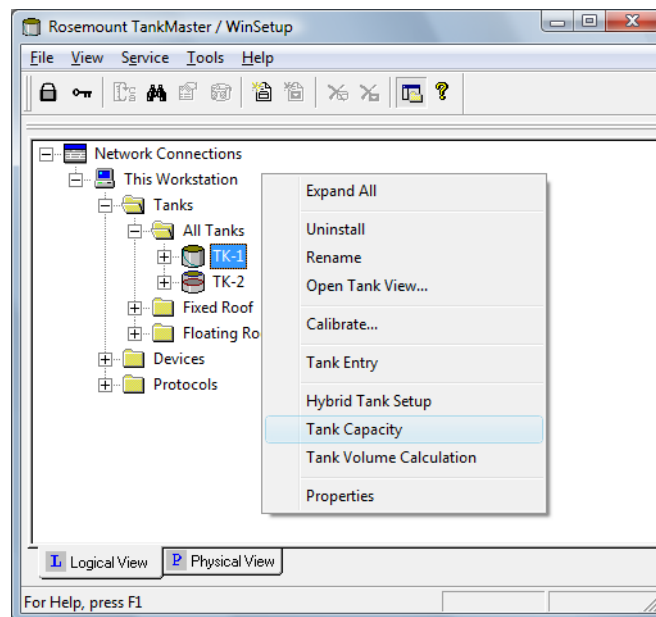 Rosemount TankMaster / WinSetup
File View Service Tools Help
Network Connections
This Workstation
Tanks
All Tanks
TK-1
TK-2
Fixed Roof
Floating Ro
Devices
Protocols
Expand All
Uninstall
Rename
Open Tank View...
Calibrate...
Tank Entry
Hybrid Tank Setup
Tank Capacity
Tank Volume Calculation
Properties
L Logical View P Physical View
For Help, press F1